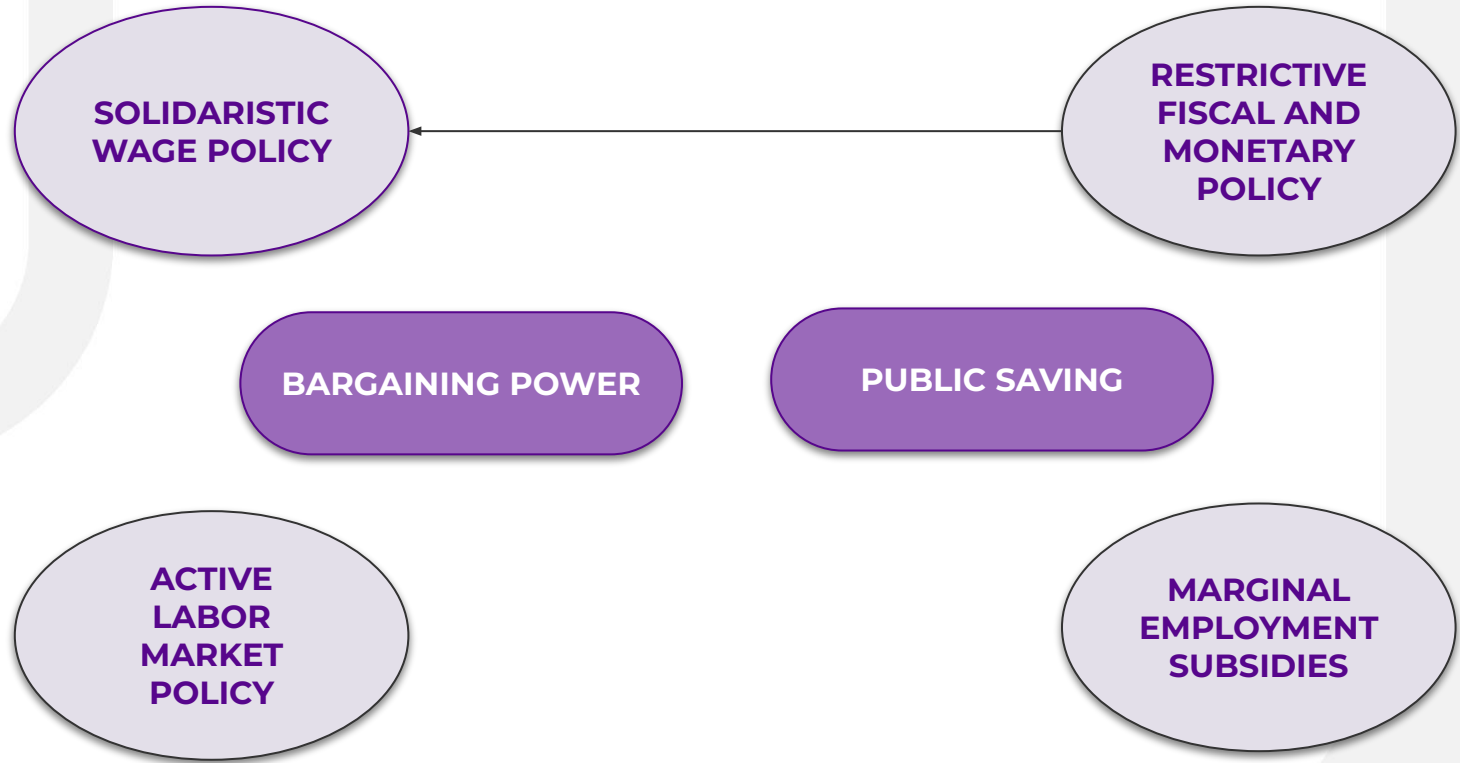 SOLIDARISTIC
WAGE POLICY
RESTRICTIVE
FISCAL AND
MONETARY
POLICY
BARGAINING POWER
PUBLIC SAVING
ACTIVE
LABOR
MARKET
POLICY
MARGINAL
EMPLOYMENT
SUBSIDIES